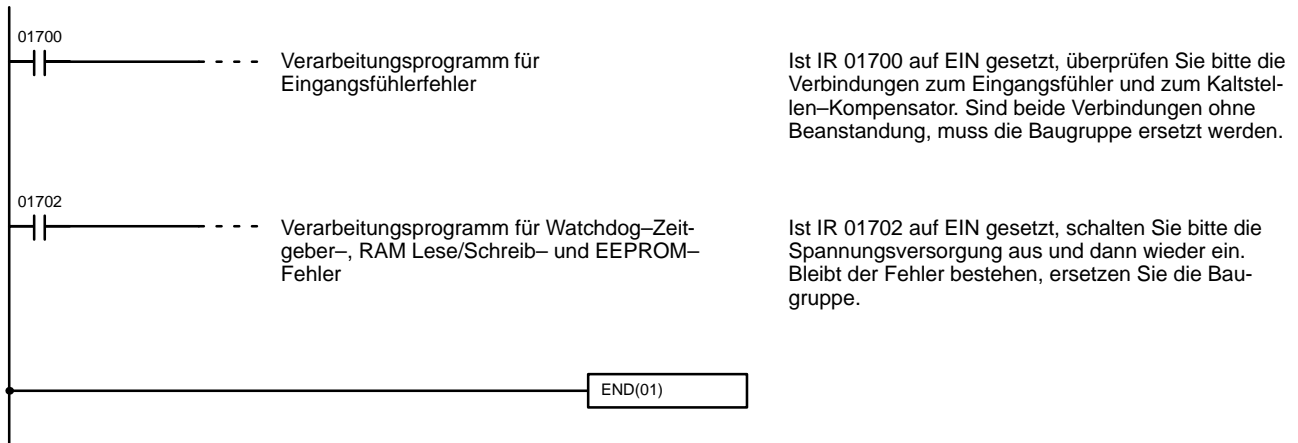 01700
Verarbeitungsprogramm für
Eingangsfühlerfehler
Ist IR 01700 auf EIN gesetzt, überprüfen Sie bitte die
Verbindungen zum Eingangsfühler und zum Kaltstel-
len–Kompensator. Sind beide Verbindungen ohne
Beanstandung, muss die Baugruppe ersetzt werden.
01702
Verarbeitungsprogramm für Watchdog–Zeit-
geber–, RAM Lese/Schreib– und EEPROM–
Fehler
Ist IR 01702 auf EIN gesetzt, schalten Sie bitte die
Spannungsversorgung aus und dann wieder ein.
Bleibt der Fehler bestehen, ersetzen Sie die Bau-
gruppe.
END(01)